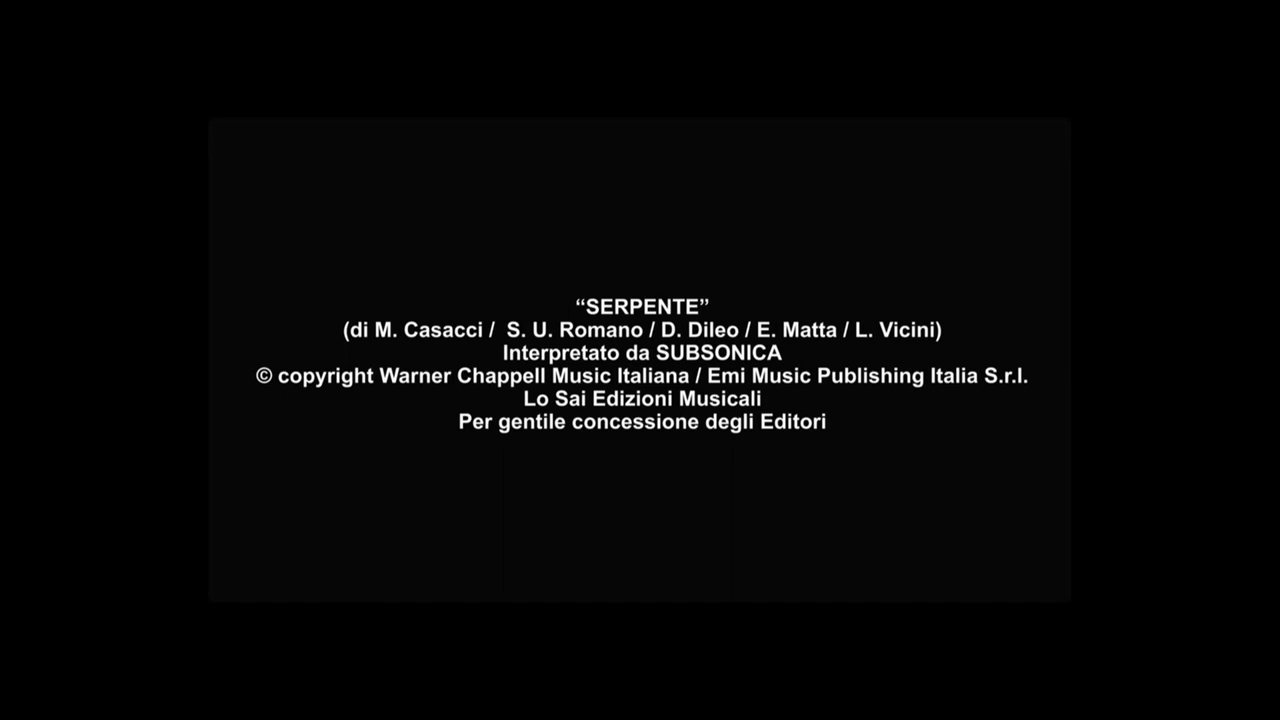 “SERPENTE”
(di M. Casacci /  S. U. Romano / D. Dileo / E. Matta / L. Vicini)
Interpretato da SUBSONICA
© copyright Warner Chappell Music Italiana / Emi Music Publishing Italia S.r.l.
Lo Sai Edizioni Musicali
Per gentile concessione degli Editori